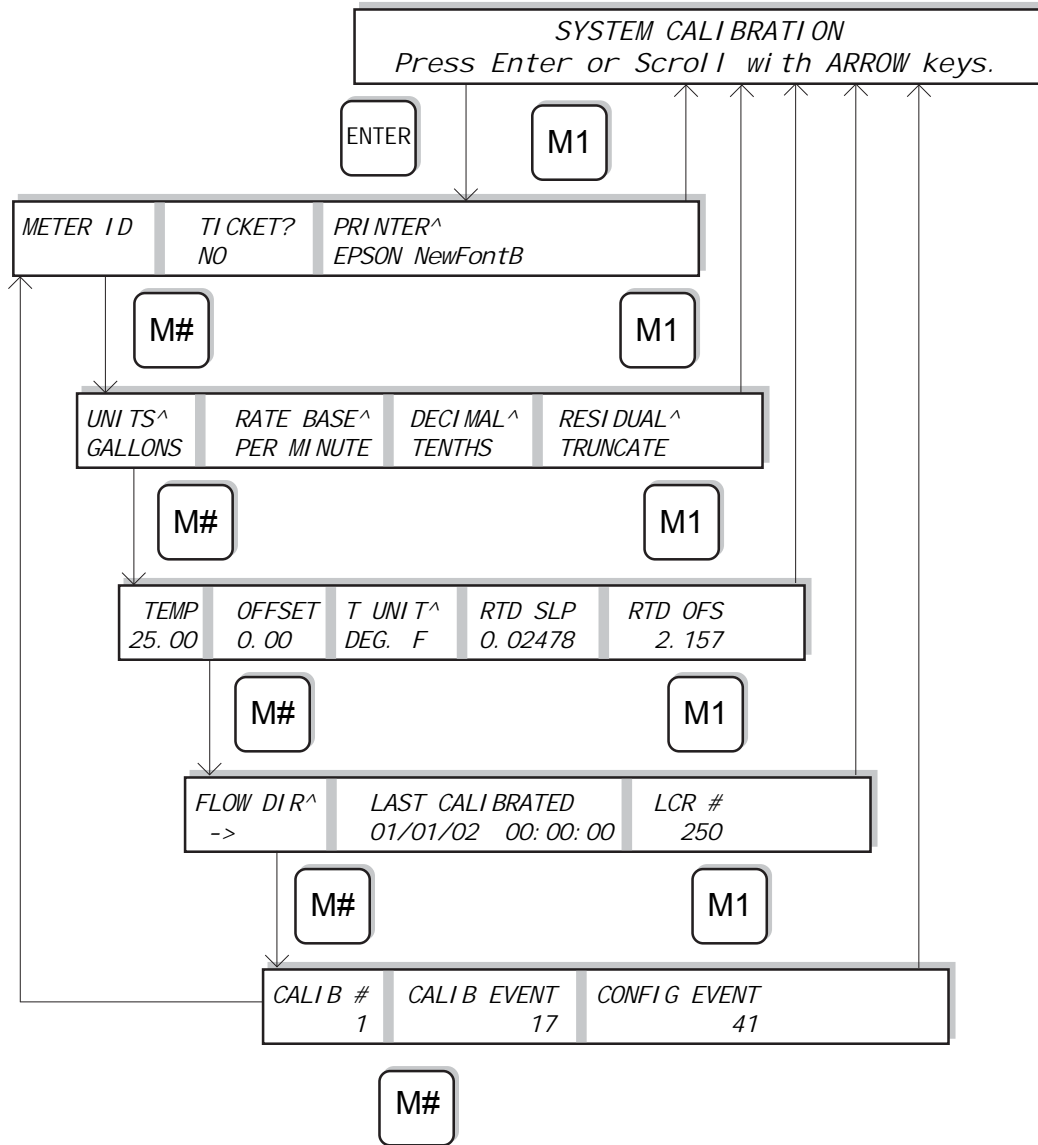 SYSTEM CALIBRATION
Press Enter or Scroll with ARROW keys.
ENTER
M1
METER ID TICKET? PRINTER^
NO EPSON NewFontB
M# M1
UNITS^ RATE BASE^ DECIMAL^ RESIDUAL^
GALLONS PER MINUTE TENTHS TRUNCATE
M# M1
TEMP OFFSET T UNIT^ RTD SLP RTD OFS
25.00 0.00 DEG. F 0.02478 2.157
M# M1
FLOW DIR^ LAST CALIBRATED LCR #
-> 01/01/02 00:00:00 250
M# M1
CALIB # CALIB EVENT CONFIG EVENT
1 17 41
M#